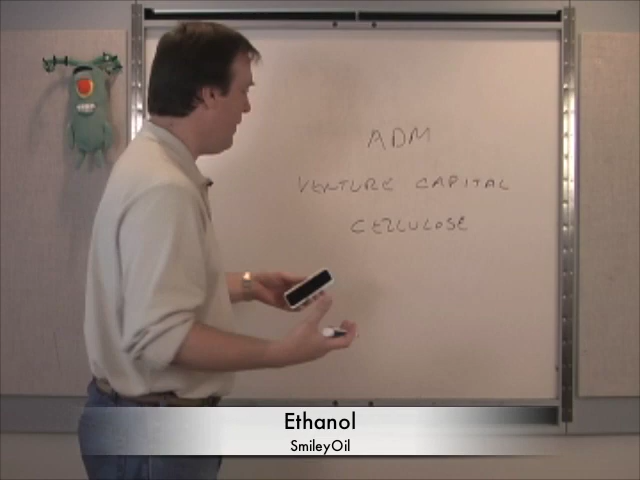 ADM
VENTURE CAPITAL
CELLULOSE
Ethanol
SmileyOil